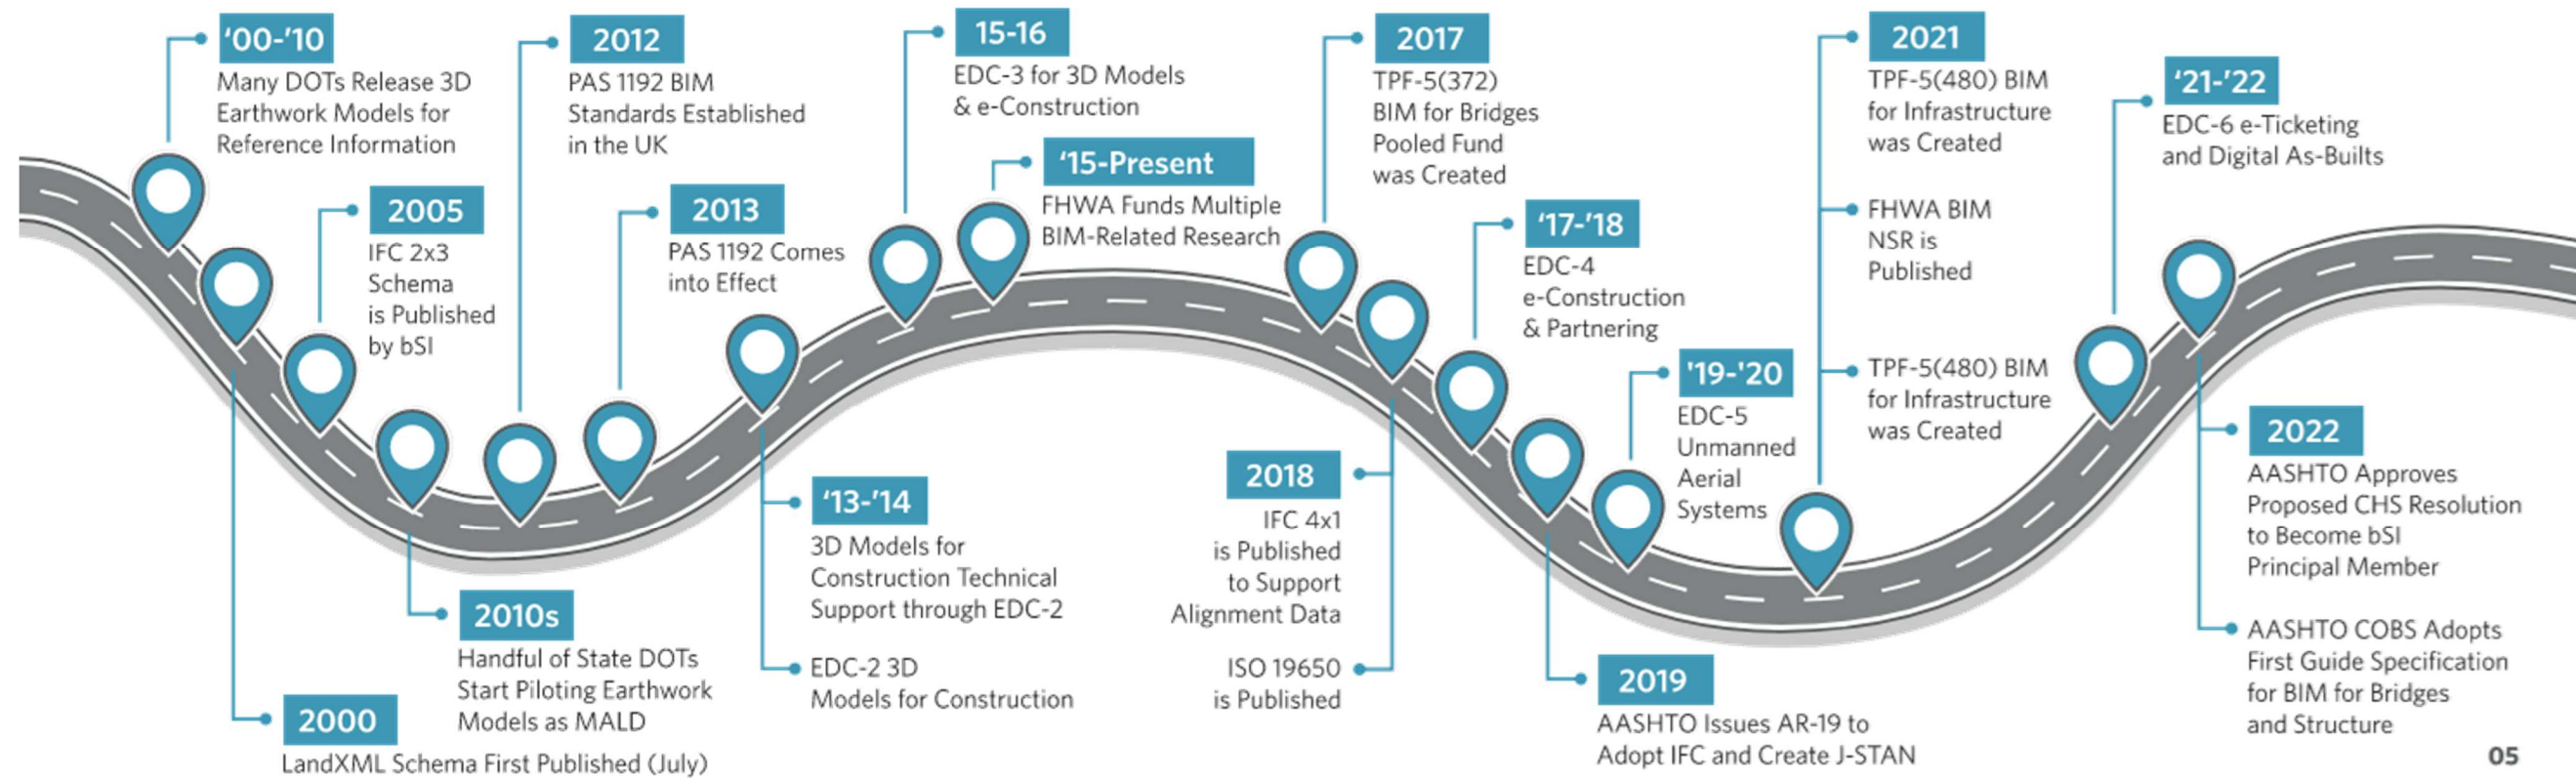 ‘00-’10
Many DOTs Release 3D
Earthwork Models for
Reference Information
2000
LandXML Schema First Published (July)
2005
IFC 2x3
Schema
is Published
by bSI
2010s
Handful of State DOTs
Start Piloting Earthwork
Models as MALD
2012
PAS 1192 BIM
Standards Established
in the UK
2013
PAS 1192 Comes
into Effect
‘13-’14
3D Models for
Construction Technical
Support through EDC-2
EDC-2 3D
Models for Construction
15-16
EDC-3 for 3D Models
& e-Construction
‘15-Present
FHWA Funds Multiple
BIM-Related Research
2017
TPF-5(372)
BIM for Bridges
Pooled Fund
was Created
2018
IFC 4x1
is Published
to Support
Alignment Data
ISO 19650
is Published
‘17-’18
EDC-4
e-Construction
& Partnering
2019
AASHTO Issues AR-19 to
Adopt IFC and Create J-STAN
'19-'20
EDC-5
Unmanned
Aerial
Systems
2021
TPF-5(480) BIM
for Infrastructure
was Created
FHWA BIM
NSR is
Published
TPF-5(480) BIM
for Infrastructure
was Created
‘21-’22
EDC-6 e-Ticketing
and Digital As-Builts
2022
AASHTO Approves
Proposed CHS Resolution
to Become bSI
Principal Member
AASHTO COBS Adopts
First Guide Specification
for BIM for Bridges
and Structure
05